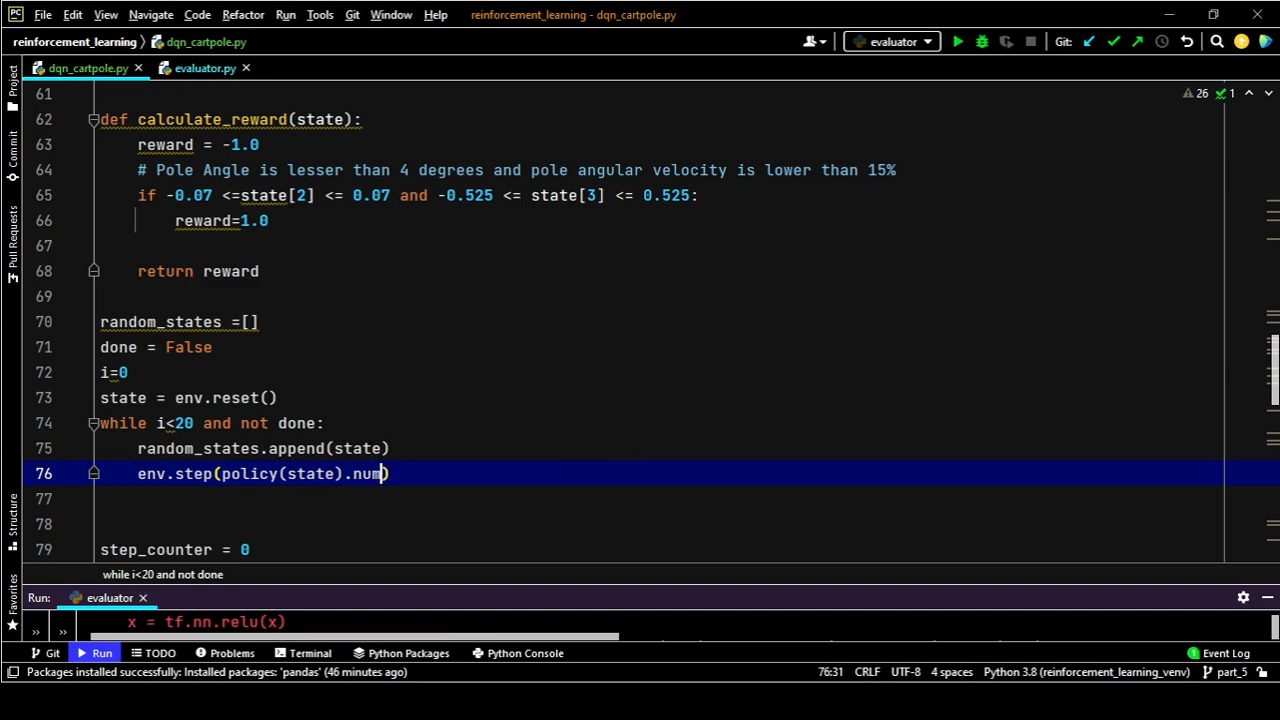 PC File Edit View Navigate Code Refactor Run Tools Git Window Help reinforcement_learning - dqn_cartpole.py
reinforcement_learning dqn_cartpole.py evaluator Git:
dqn_cartpole.py evaluator.py
26 1
61
62 def calculate_reward(state):
63 reward = -1.0
64 # Pole Angle is lesser than 4 degrees and pole angular velocity is lower than 15%
65 if -0.07 <=state[2] <= 0.07 and -0.525 <= state[3] <= 0.525:
66 reward=1.0
67
68 return reward
69
70 random_states =[]
71 done = False
72 i=0
73 state = env.reset()
74 while i<20 and not done:
75 random_states.append(state)
76 env.step(policy(state).num)
77
78
79 step_counter = 0
while i<20 and not done
Project
Commit
Pull Requests
Structure
Favorites
Run: evaluator
» » x = tf.nn.relu(x)
Git Run TODO Problems Terminal Python Packages Python Console 1 Event Log
Packages installed successfully: Installed packages: 'pandas' (46 minutes ago) 76:31 CRLF UTF-8 4 spaces Python 3.8 (reinforcement_learning_venv) part_5